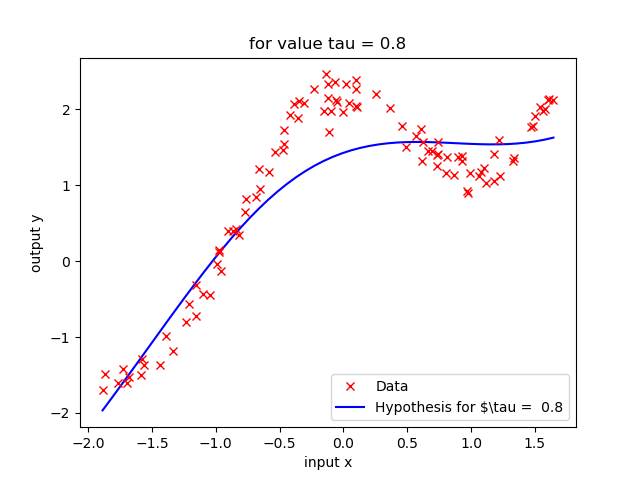 for value tau = 0.8
output y
2
1
0
−1
−2
−2.0 −1.5 −1.0 −0.5 0.0 0.5 1.0 1.5
input x
Data
Hypothesis for $\tau = 0.8